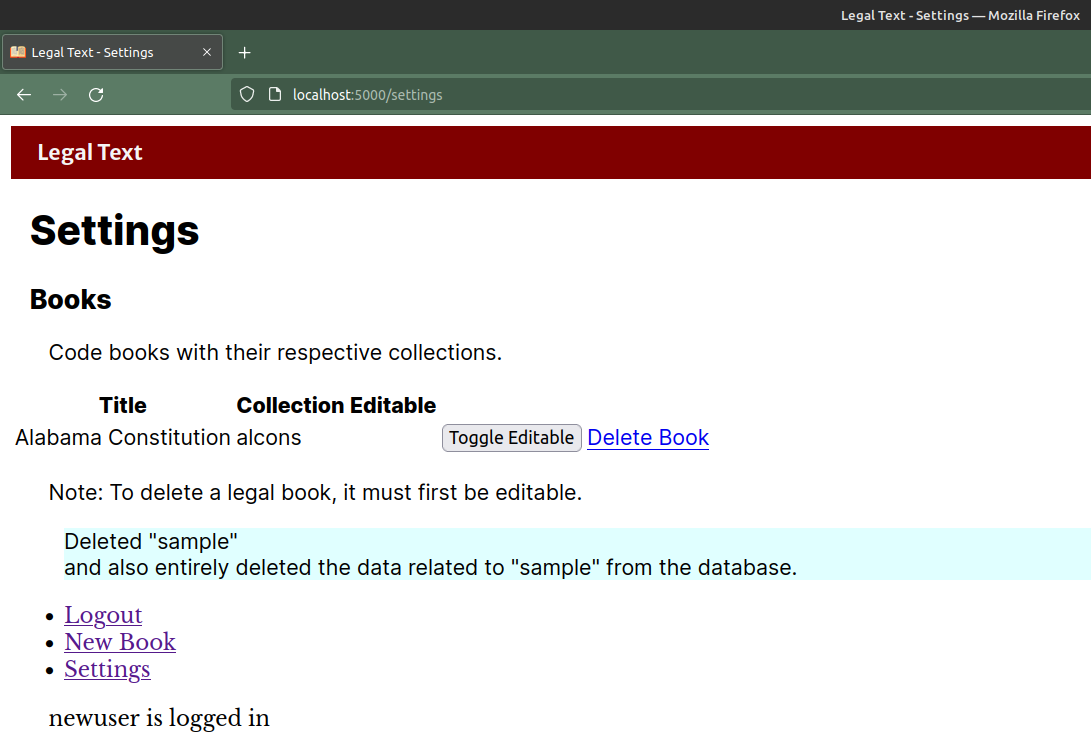 Legal Text - Settings — Mozilla Firefox
Legal Text - Settings
localhost:5000/settings
Legal Text
Settings
Books
Code books with their respective collections.
Title Collection Editable
Alabama Constitution alcons Toggle Editable Delete Book
Note: To delete a legal book, it must first be editable.
Deleted "sample"
and also entirely deleted the data related to "sample" from the database.
• Logout
• New Book
• Settings
newuser is logged in